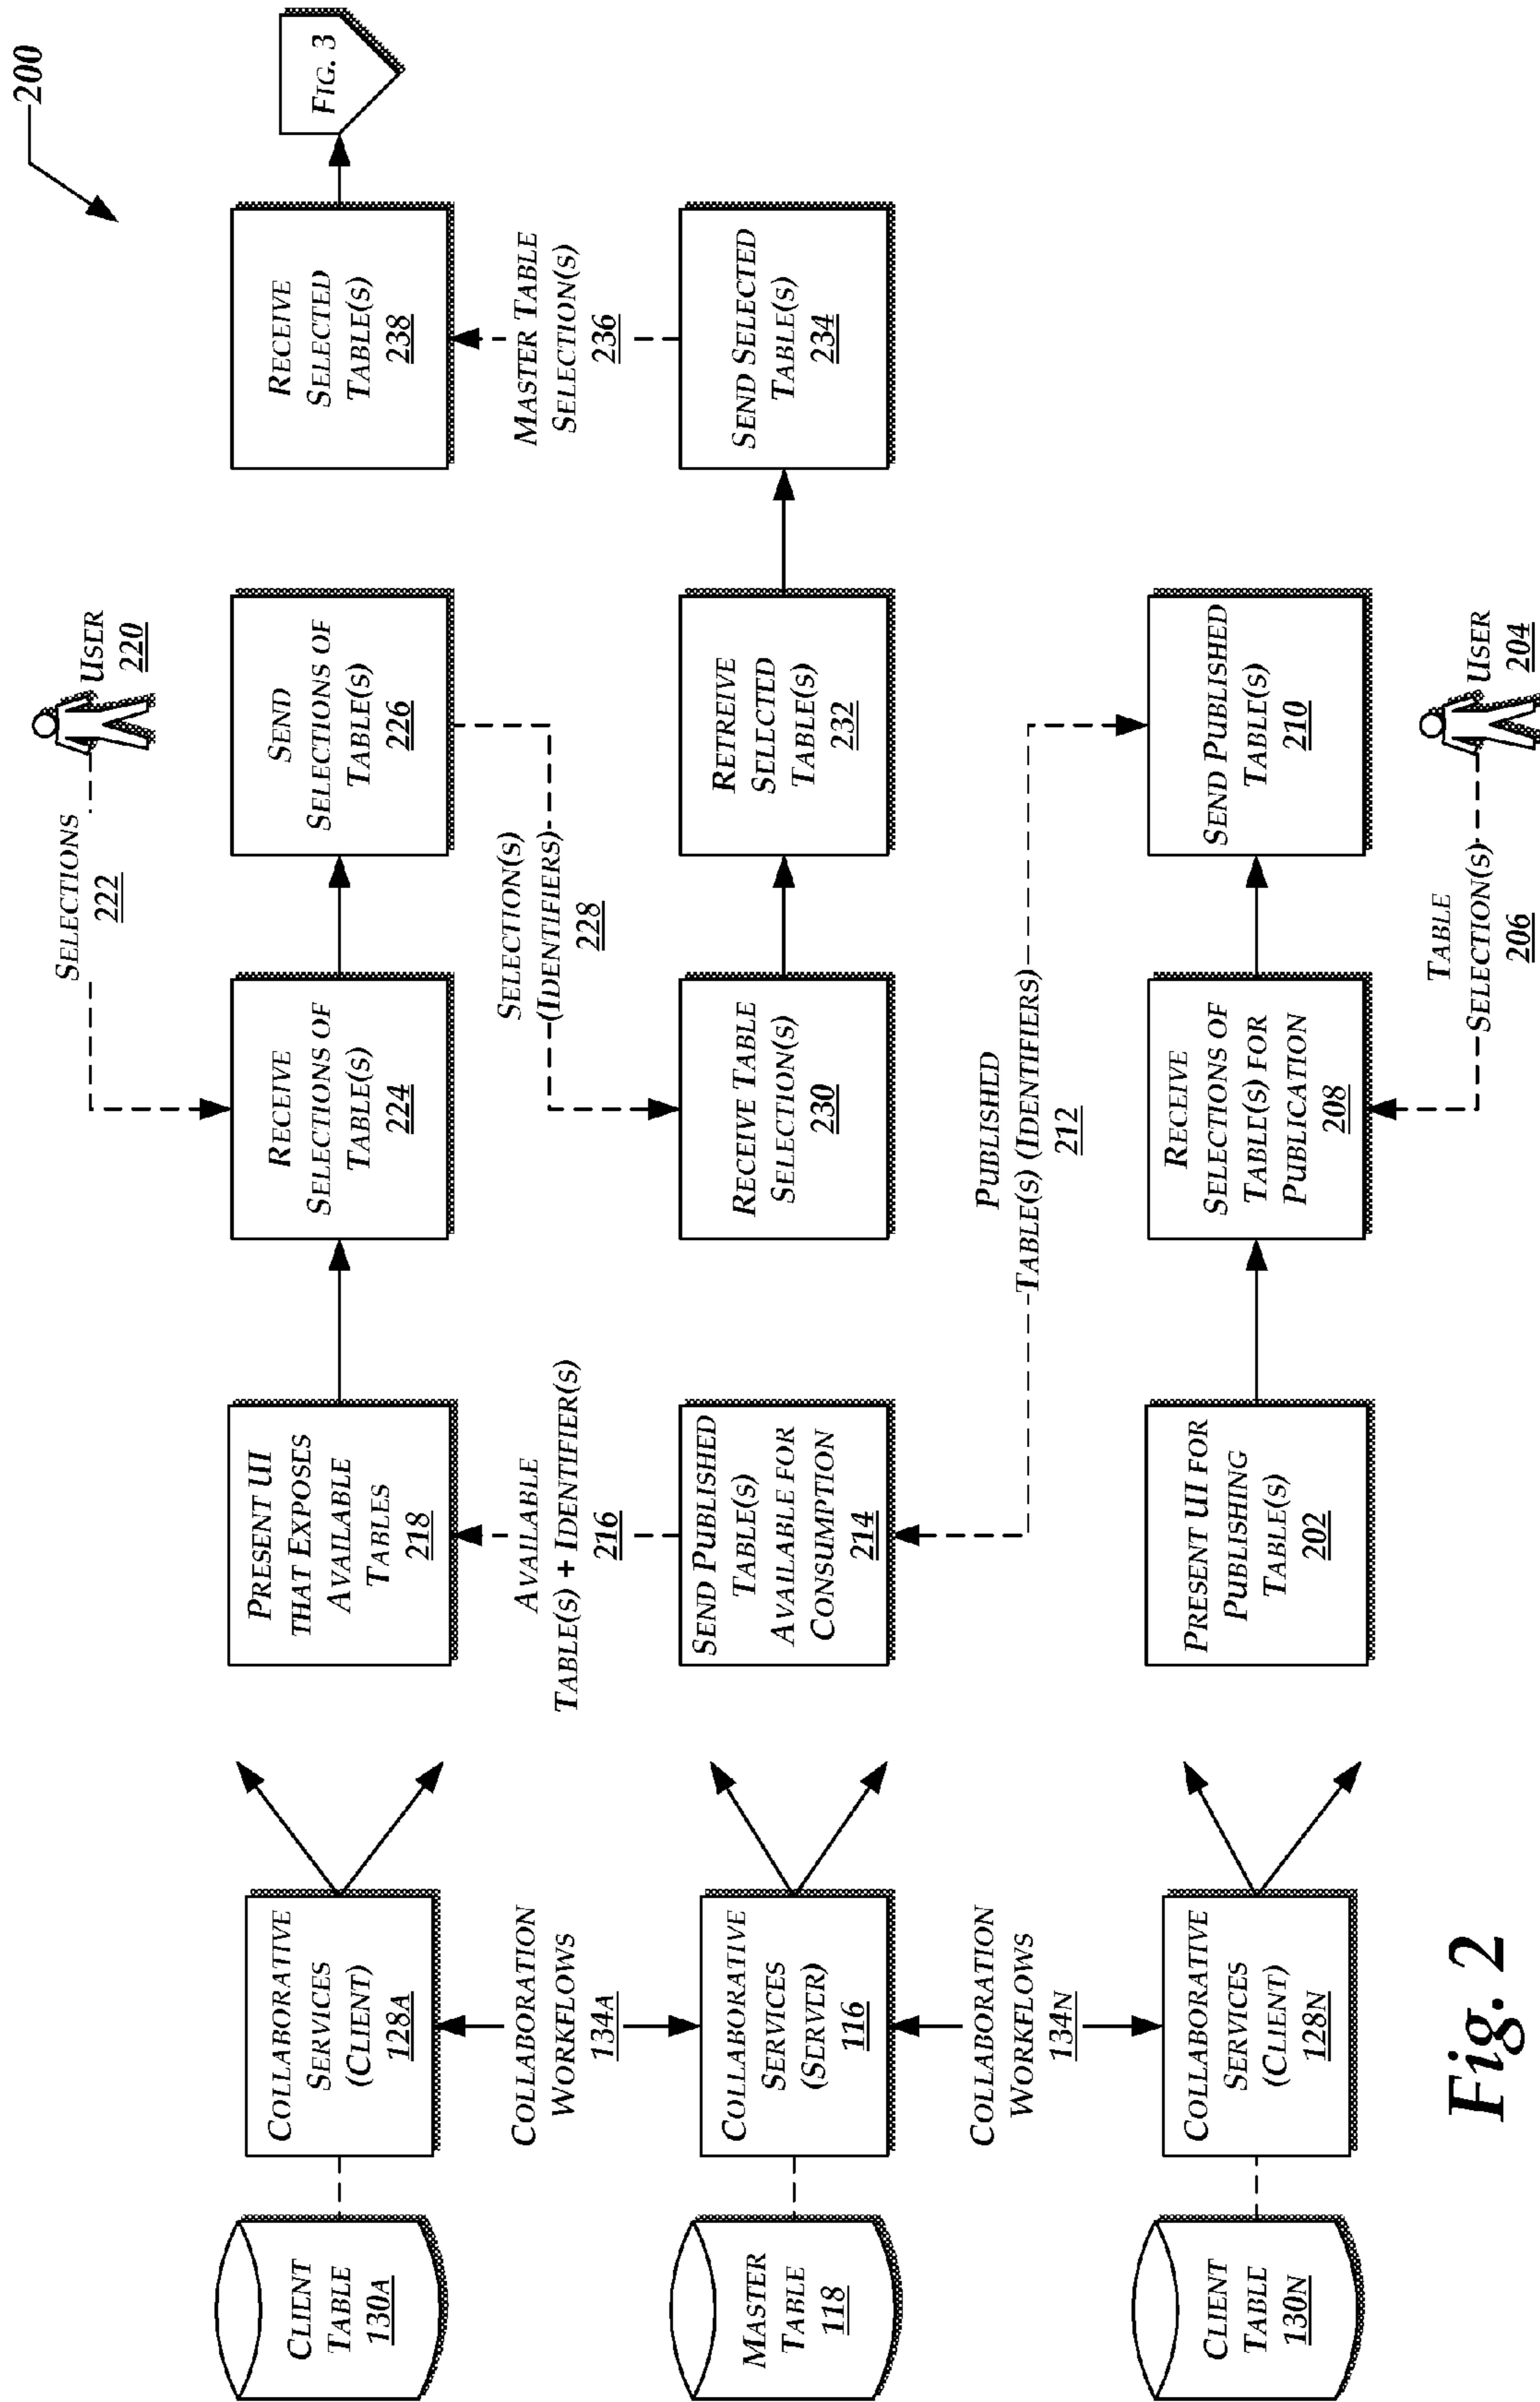 200
CLIENT
TABLE
130A
COLLABORATIVE
SERVICES
(CLIENT)
128A
COLLABORATION
WORKFLOWS
134A
MASTER
TABLE
118
COLLABORATIVE
SERVICES
(SERVER)
116
COLLABORATION
WORKFLOWS
134N
CLIENT
TABLE
130N
COLLABORATIVE
SERVICES
(CLIENT)
128N
PRESENT UI
THAT EXPOSES
AVAILABLE
TABLES
218
AVAILABLE
TABLE(S) + IDENTIFIER(S)
216
SEND PUBLISHED
TABLE(S)
AVAILABLE FOR
CONSUMPTION
214
PRESENT UI FOR
PUBLISHING
TABLE(S)
202
SELECTIONS
222
USER
220
RECEIVE
SELECTIONS OF
TABLE(S)
224
SEND
SELECTIONS OF
TABLE(S)
226
SELECTION(S)
(IDENTIFIERS)
228
RECEIVE TABLE
SELECTION(S)
230
RETREIVE
SELLCTED
TABLE(S)
232
PUBLISHED
TABLE(S) (IDENTIFIERS)
212
RECEIVE
SELECTIONS OF
TABLE(S) FOR
PUBLICATION
208
SEND PUBLISHED
TABLE(S)
210
TABLE
SELECTION(S)
206
USER
204
RECEIVE
SELECTED
TABLE(S)
238
MASTER TABLE
SELECTION(S)
236
SEND SELECTED
TABLE(S)
234
FIG. 3
Fig. 2